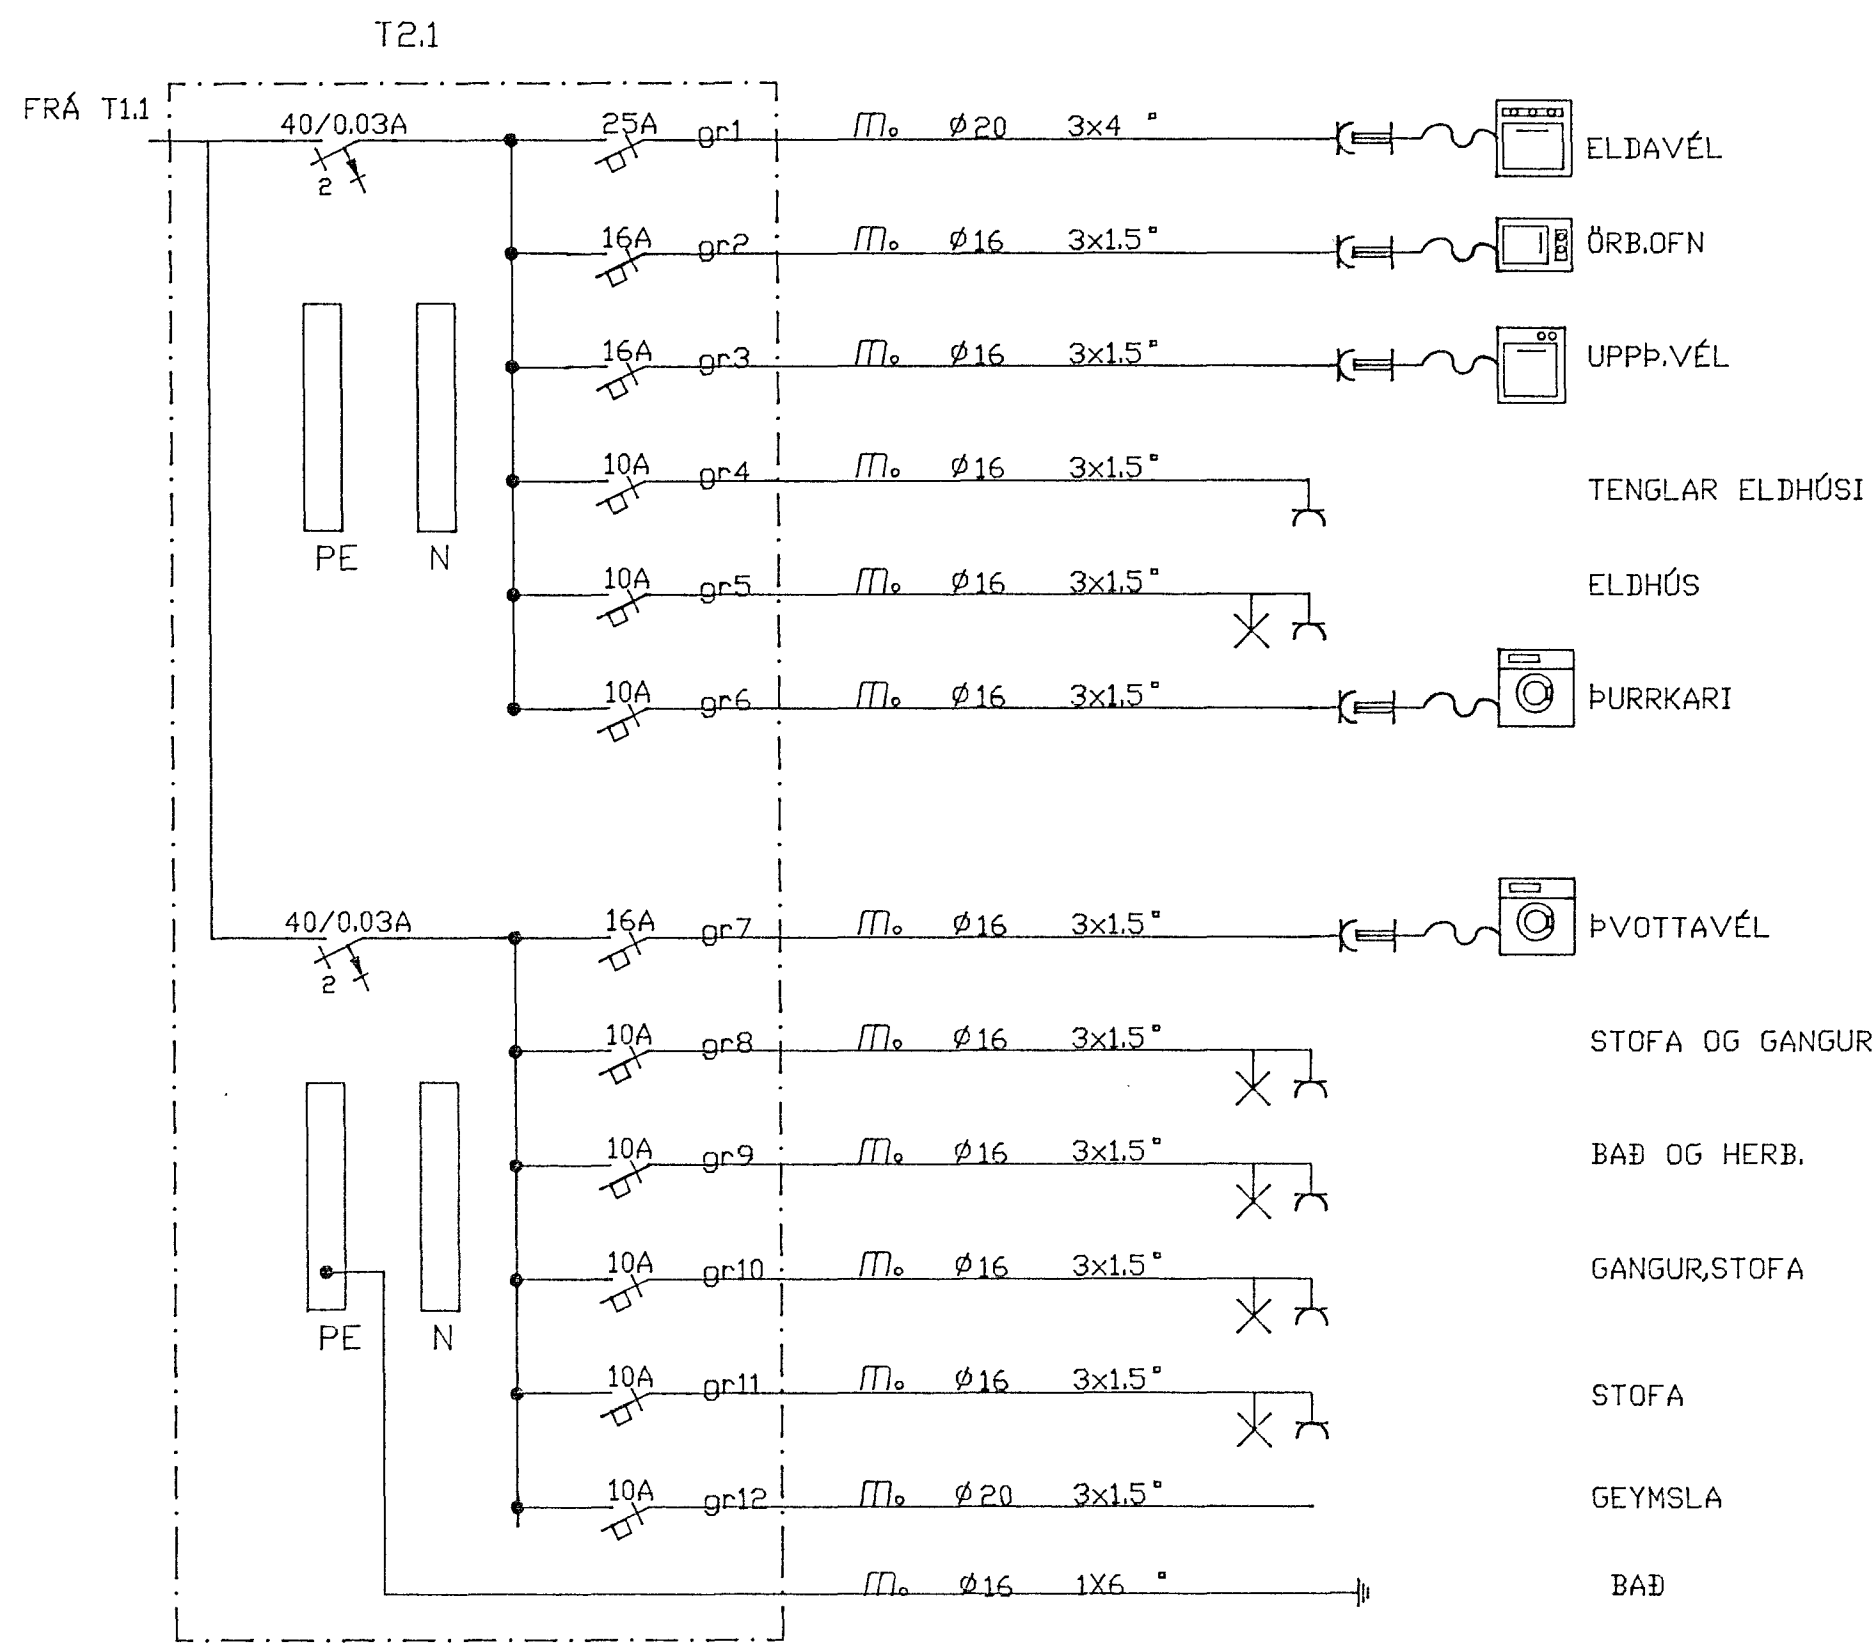 T2.1
FRÁ T1.1
40/0.03A 25A gr1 m. ø20 3x4 ▫ ELDAVÉL
2
16A gr2 m. ø16 3x1.5▫ ÖRB.OFN
16A gr3 m. ø16 3x1.5▫ UPPÞ.VÉL
10A gr4 m. ø16 3x1.5▫ TENGLAR ELDHÚSI
PE N
10A gr5 m. ø16 3x1.5▫ ELDHÚS
10A gr6 m. ø16 3x1.5▫ ÞURRKARI
40/0.03A 16A gr7 m. ø16 3x1.5▫ ÞVOTTAVÉL
2
10A gr8 m. ø16 3x1.5▫ STOFA OG GANGUR
10A gr9 m. ø16 3x1.5▫ BAÐ OG HERB.
10A gr10 m. ø16 3x1.5▫ GANGUR,STOFA
PE N
10A gr11 m. ø16 3x1.5▫ STOFA
10A gr12 m. ø20 3x1.5▫ GEYMSLA
m. ø16 1X6 ▫ BAÐ